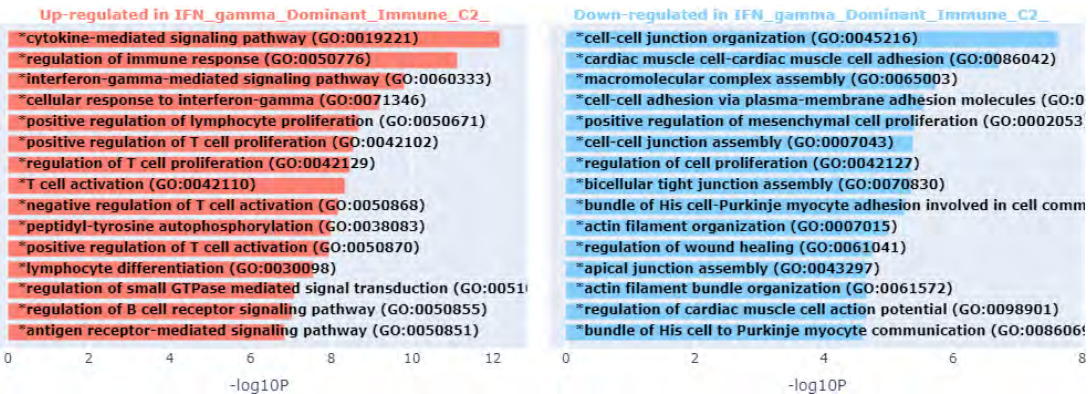 Up-regulated in IFN_gamma_Dominant_Immune_C2_
*cytokine-mediated signaling pathway (GO:0019221)
*regulation of immune response (GO:0050776)
*interferon-gamma-mediated signaling pathway (GO:0060333)
*cellular response to interferon-gamma (GO:0071346)
*positive regulation of lymphocyte proliferation (GO:0050671)
*positive regulation of T cell proliferation (GO:0042102)
*regulation of T cell proliferation (GO:0042129)
*T cell activation (GO:0042110)
*negative regulation of T cell activation (GO:0050868)
*peptidyl-tyrosine autophosphorylation (GO:0038083)
*positive regulation of T cell activation (GO:0050870)
*lymphocyte differentiation (GO:0030098)
*regulation of small GTPase mediated signal transduction (GO:0051
*regulation of B cell receptor signaling pathway (GO:0050855)
*antigen receptor-mediated signaling pathway (GO:0050851)
0 2 4 6 8 10 12
-log10P
Down-regulated in IFN_gamma_Dominant_Immune_C2_
*cell-cell junction organization (GO:0045216)
*cardiac muscle cell-cardiac muscle cell adhesion (GO:0086042)
*macromolecular complex assembly (GO:0065003)
*cell-cell adhesion via plasma-membrane adhesion molecules (GO:0
*positive regulation of mesenchymal cell proliferation (GO:0002053
*cell-cell junction assembly (GO:0007043)
*regulation of cell proliferation (GO:0042127)
*bicellular tight junction assembly (GO:0070830)
*bundle of His cell-Purkinje myocyte adhesion involved in cell comm
*actin filament organization (GO:0007015)
*regulation of wound healing (GO:0061041)
*apical junction assembly (GO:0043297)
*actin filament bundle organization (GO:0061572)
*regulation of cardiac muscle cell action potential (GO:0098901)
*bundle of His cell to Purkinje myocyte communication (GO:0086069
0 2 4 6 8
-log10P